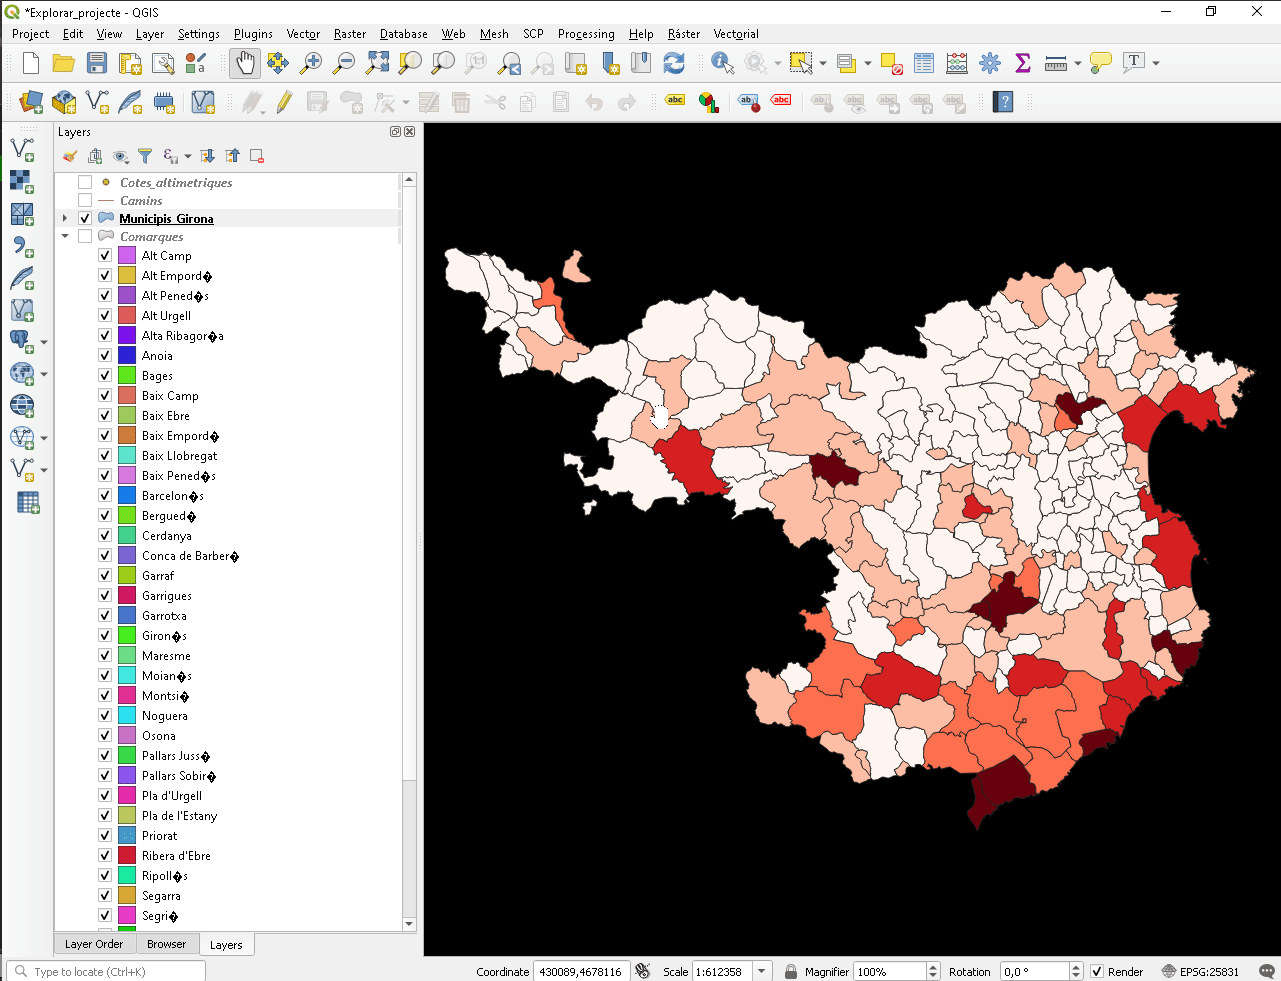 *Explorar_projecte - QGIS
Project Edit View Layer Settings Plugins Vector Raster Database Web Mesh SCP Processing Help Ràster Vectorial
Layers
Cotes_altimetriques
Camins
Municipis Girona
Comarques
Alt Camp
Alt Empord�
Alt Pened�s
Alt Urgell
Alta Ribagor�a
Anoia
Bages
Baix Camp
Baix Ebre
Baix Empord�
Baix Llobregat
Baix Pened�s
Barcelon�s
Bergued�
Cerdanya
Conca de Barber�
Garraf
Garrigues
Garrotxa
Giron�s
Maresme
Moian�s
Montsi�
Noguera
Osona
Pallars Juss�
Pallars Sobir�
Pla d'Urgell
Pla de l'Estany
Priorat
Ribera d'Ebre
Ripoll�s
Segarra
Segri�
Layer Order Browser Layers
Type to locate (Ctrl+K) Coordinate 430089,4678116 Scale 1:612358 Magnifier 100% Rotation 0,0 ° Render EPSG:25831